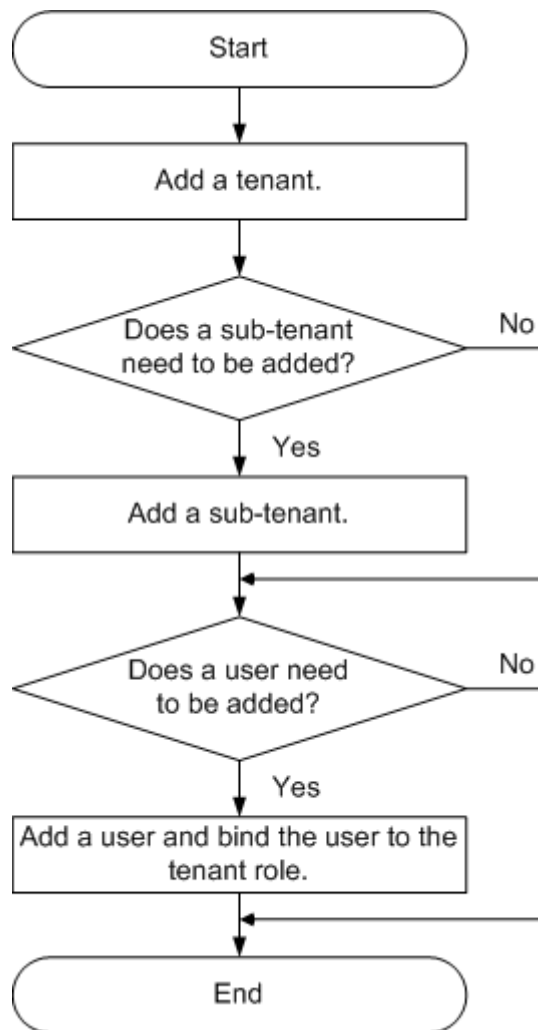 Start
Add a tenant.
Does a sub-tenant
need to be added?
No
Yes
Add a sub-tenant.
Does a user need
to be added?
No
Yes
Add a user and bind the user to the
tenant role.
End